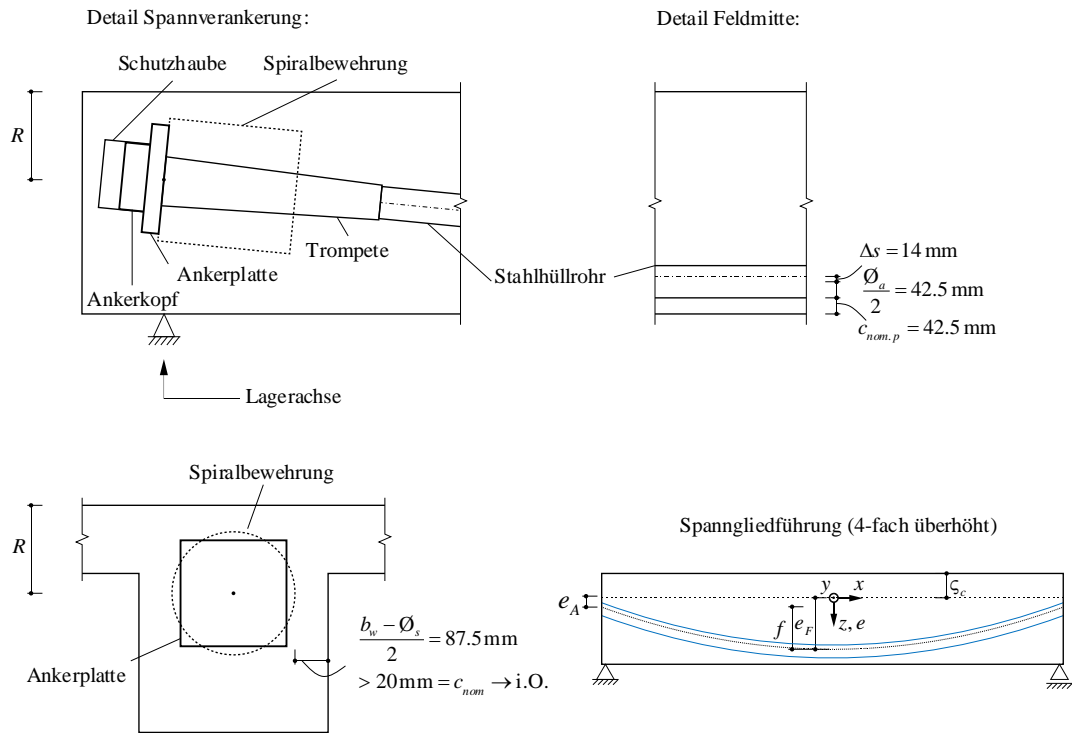 Detail Spannverankerung:
Detail Feldmitte:
Schutzhaube
Spiralbewehrung
R
Trompete
Ankerplatte
Ankerkopf
Stahlhüllrohr
Δs = 14 mm
Ø_a / 2 = 42.5 mm
c_nom.p = 42.5 mm
Lagerachse
Spiralbewehrung
R
Ankerplatte
(b_w − Ø_s) / 2 = 87.5 mm
> 20 mm = c_nom → i.O.
Spanngliedführung (4-fach überhöht)
y x ς_c
e_A
f e_F z, e